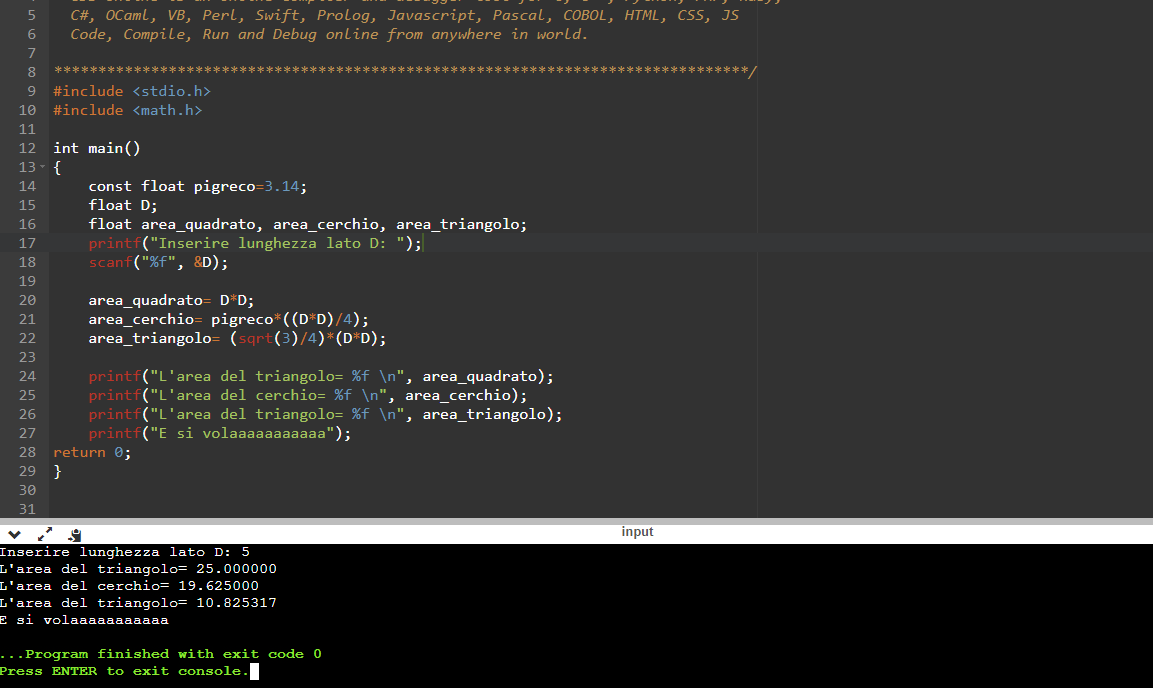 5 C#, OCaml, VB, Perl, Swift, Prolog, Javascript, Pascal, COBOL, HTML, CSS, JS
6 Code, Compile, Run and Debug online from anywhere in world.
7
8 *******************************************************************************/
9 #include <stdio.h>
10 #include <math.h>
11
12 int main()
13 {
14 const float pigreco=3.14;
15 float D;
16 float area_quadrato, area_cerchio, area_triangolo;
17 printf("Inserire lunghezza lato D: ");
18 scanf("%f", &D);
19
20 area_quadrato= D*D;
21 area_cerchio= pigreco*((D*D)/4);
22 area_triangolo= (sqrt(3)/4)*(D*D);
23
24 printf("L'area del triangolo= %f \n", area_quadrato);
25 printf("L'area del cerchio= %f \n", area_cerchio);
26 printf("L'area del triangolo= %f \n", area_triangolo);
27 printf("E si volaaaaaaaaaaa");
28 return 0;
29 }
30
31
input
Inserire lunghezza lato D: 5
L'area del triangolo= 25.000000
L'area del cerchio= 19.625000
L'area del triangolo= 10.825317
E si volaaaaaaaaaaa
...Program finished with exit code 0
Press ENTER to exit console.